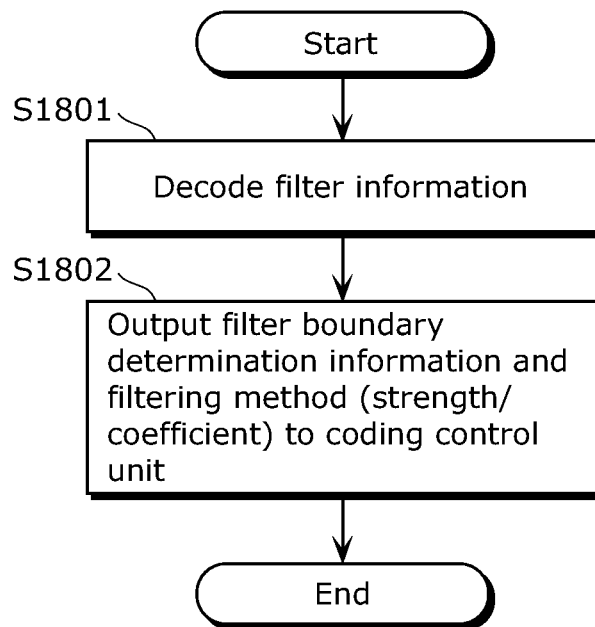 Start
S1801
Decode filter information
S1802
Output filter boundary
determination information and
filtering method (strength/
coefficient) to coding control
unit
End